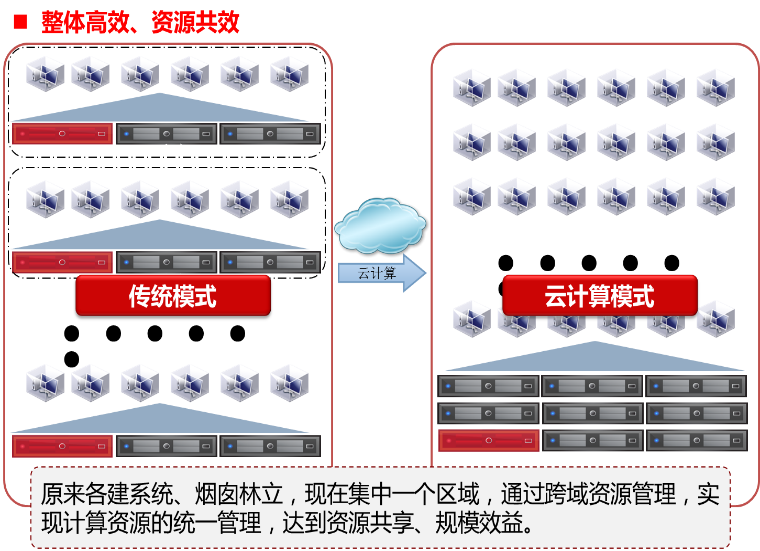 整体高效、资源共效
云计算
传统模式
云计算模式
原来各建系统、烟囱林立，现在集中一个区域，通过跨域资源管理，实
现计算资源的统一管理，达到资源共享、规模效益。